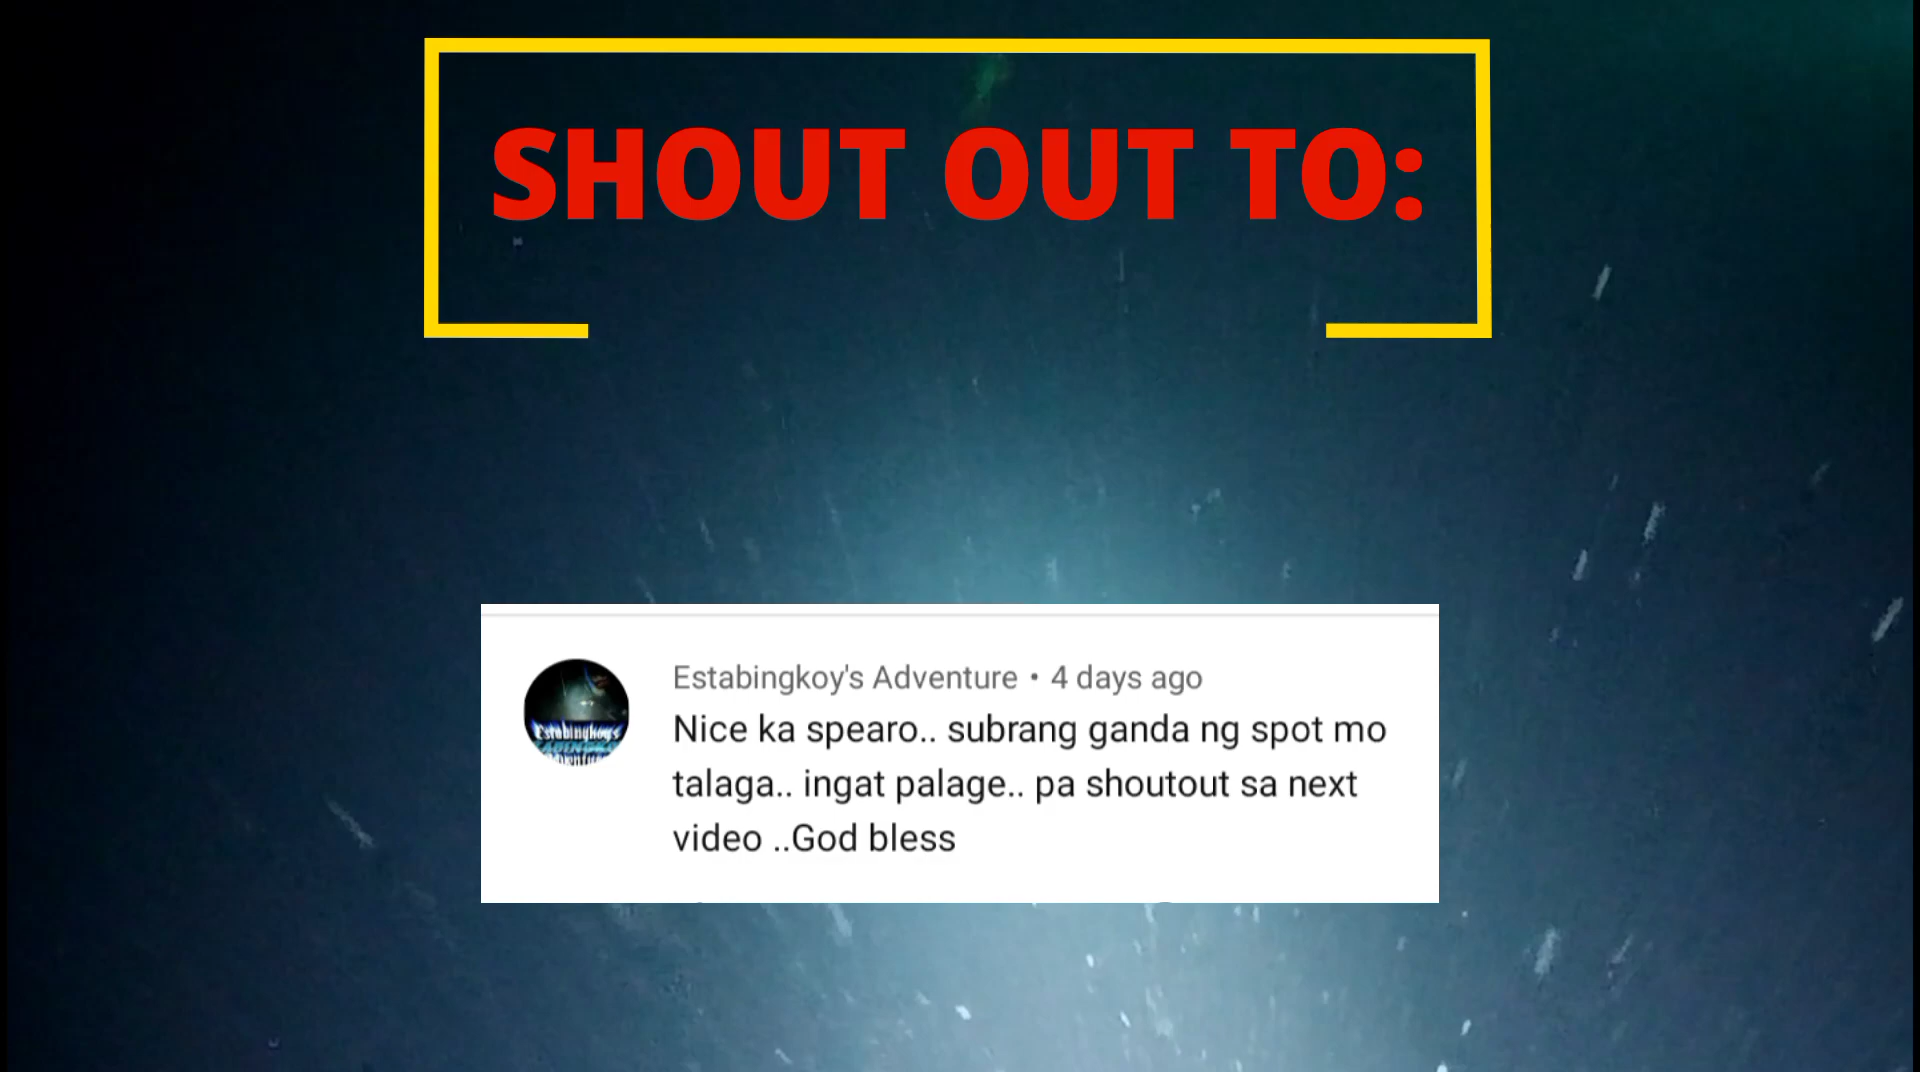 SHOUT OUT TO:
Estabingkoy's Adventure • 4 days ago
Nice ka spearo.. subrang ganda ng spot mo
talaga.. ingat palage.. pa shoutout sa next
video ..God bless
Estabingkoys